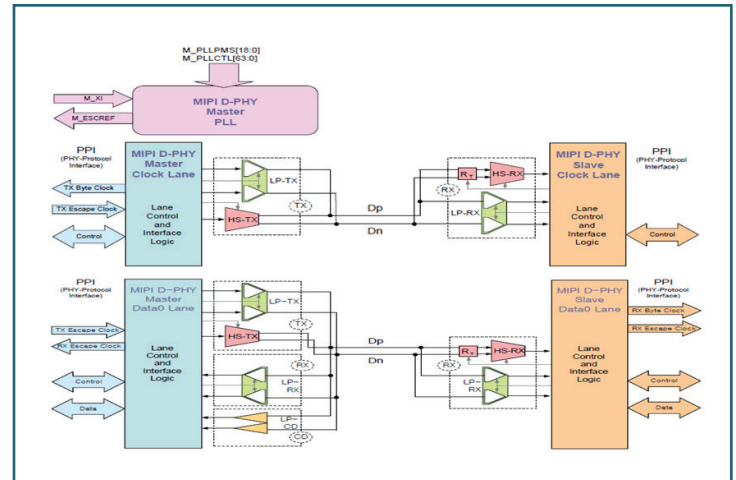 M_PLLPMS[18:0]
M_PLLCTL[63:0]
M_XI
M_ESCREF
MIPI D-PHY
Master
PLL
PPI
(PHY-Protocol
Interface)
TX Byte Clock
TX Escape Clock
Control
MIPI D-PHY
Master
Clock Lane
Lane
Control
and
Interface
Logic
LP-TX
HS-TX
TX
Dp
Dn
RT
HS-RX
RX
LP-RX
MIPI D-PHY
Slave
Clock Lane
Lane
Control
and
Interface
Logic
PPI
(PHY-Protocol
Interface)
Control
PPI
(PHY-Protocol
Interface)
TX Escape Clock
RX Escape Clock
Control
Data
MIPI D-PHY
Master
Data0 Lane
Lane
Control
and
Interface
Logic
LP-TX
HS-TX
TX
RX
LP-
RX
LP-
CD
CD
Dp
Dn
RT
HS-RX
RX
LP-
RX
MIPI D-PHY
Slave
Data0 Lane
Lane
Control
and
Interface
Logic
PPI
(PHY-Protocol
Interface)
RX Byte Clock
RX Escape Clock
Control
Data